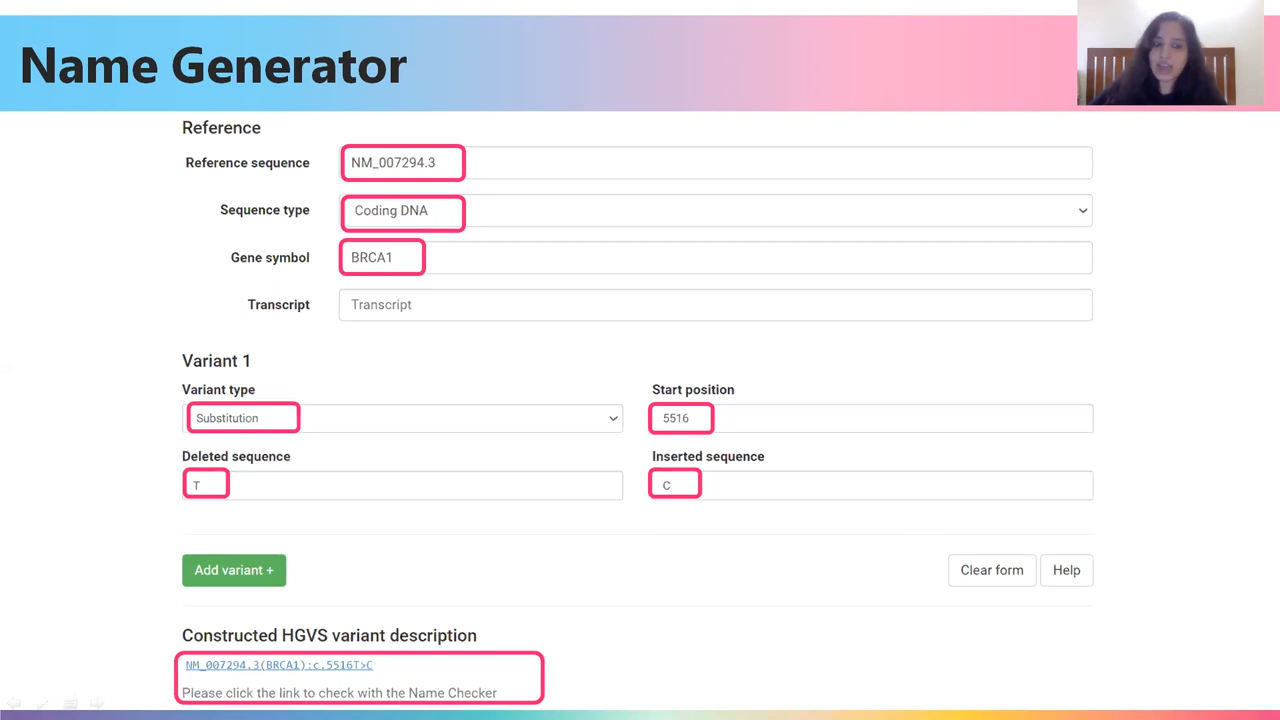 Name Generator
Reference
Reference sequence NM_007294.3
Sequence type Coding DNA
Gene symbol BRCA1
Transcript Transcript
Variant 1
Variant type Start position
Substitution 5516
Deleted sequence Inserted sequence
T C
Add variant + Clear form Help
Constructed HGVS variant description
NM_007294.3(BRCA1):c.5516T>C
Please click the link to check with the Name Checker